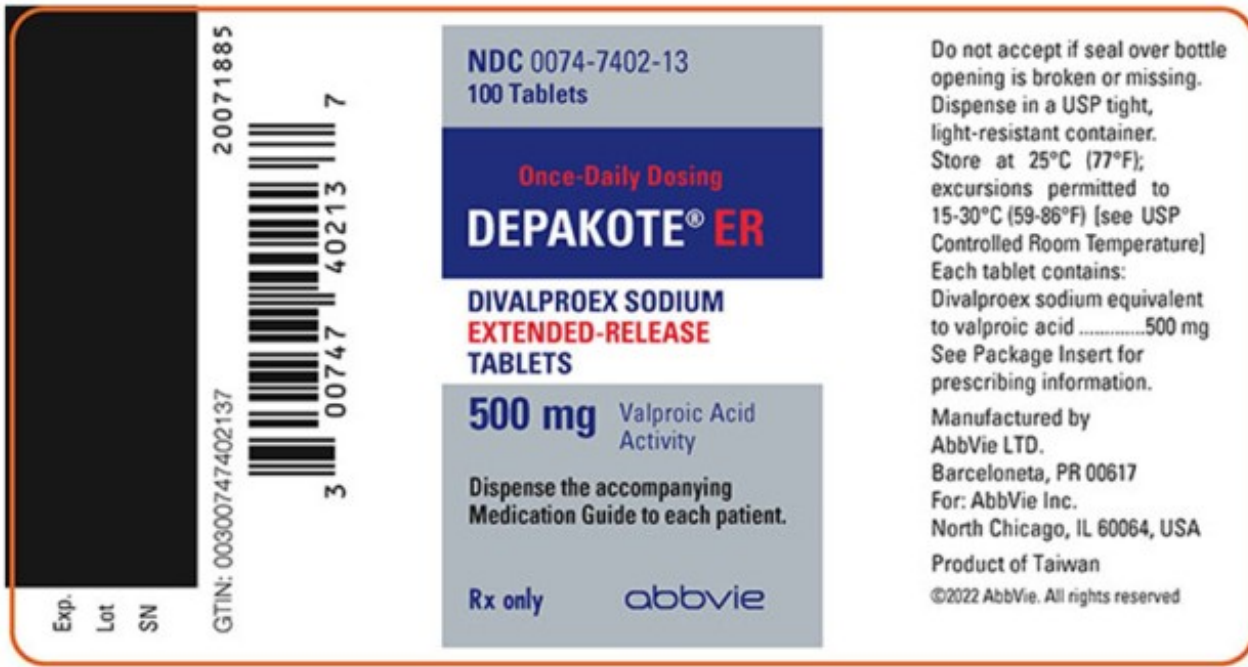 Exp.
Lot
SN
GTIN: 00300747402137
20071885
3 00747 40213 7
NDC 0074-7402-13
100 Tablets
Once-Daily Dosing
DEPAKOTE® ER
DIVALPROEX SODIUM
EXTENDED-RELEASE
TABLETS
500 mg Valproic Acid
Activity
Dispense the accompanying
Medication Guide to each patient.
Rx only abbvie
Do not accept if seal over bottle
opening is broken or missing.
Dispense in a USP tight,
light-resistant container.
Store at 25°C (77°F);
excursions permitted to
15-30°C (59-86°F) [see USP
Controlled Room Temperature]
Each tablet contains:
Divalproex sodium equivalent
to valproic acid ..............500 mg
See Package Insert for
prescribing information.
Manufactured by
AbbVie LTD.
Barceloneta, PR 00617
For: AbbVie Inc.
North Chicago, IL 60064, USA
Product of Taiwan
©2022 AbbVie. All rights reserved